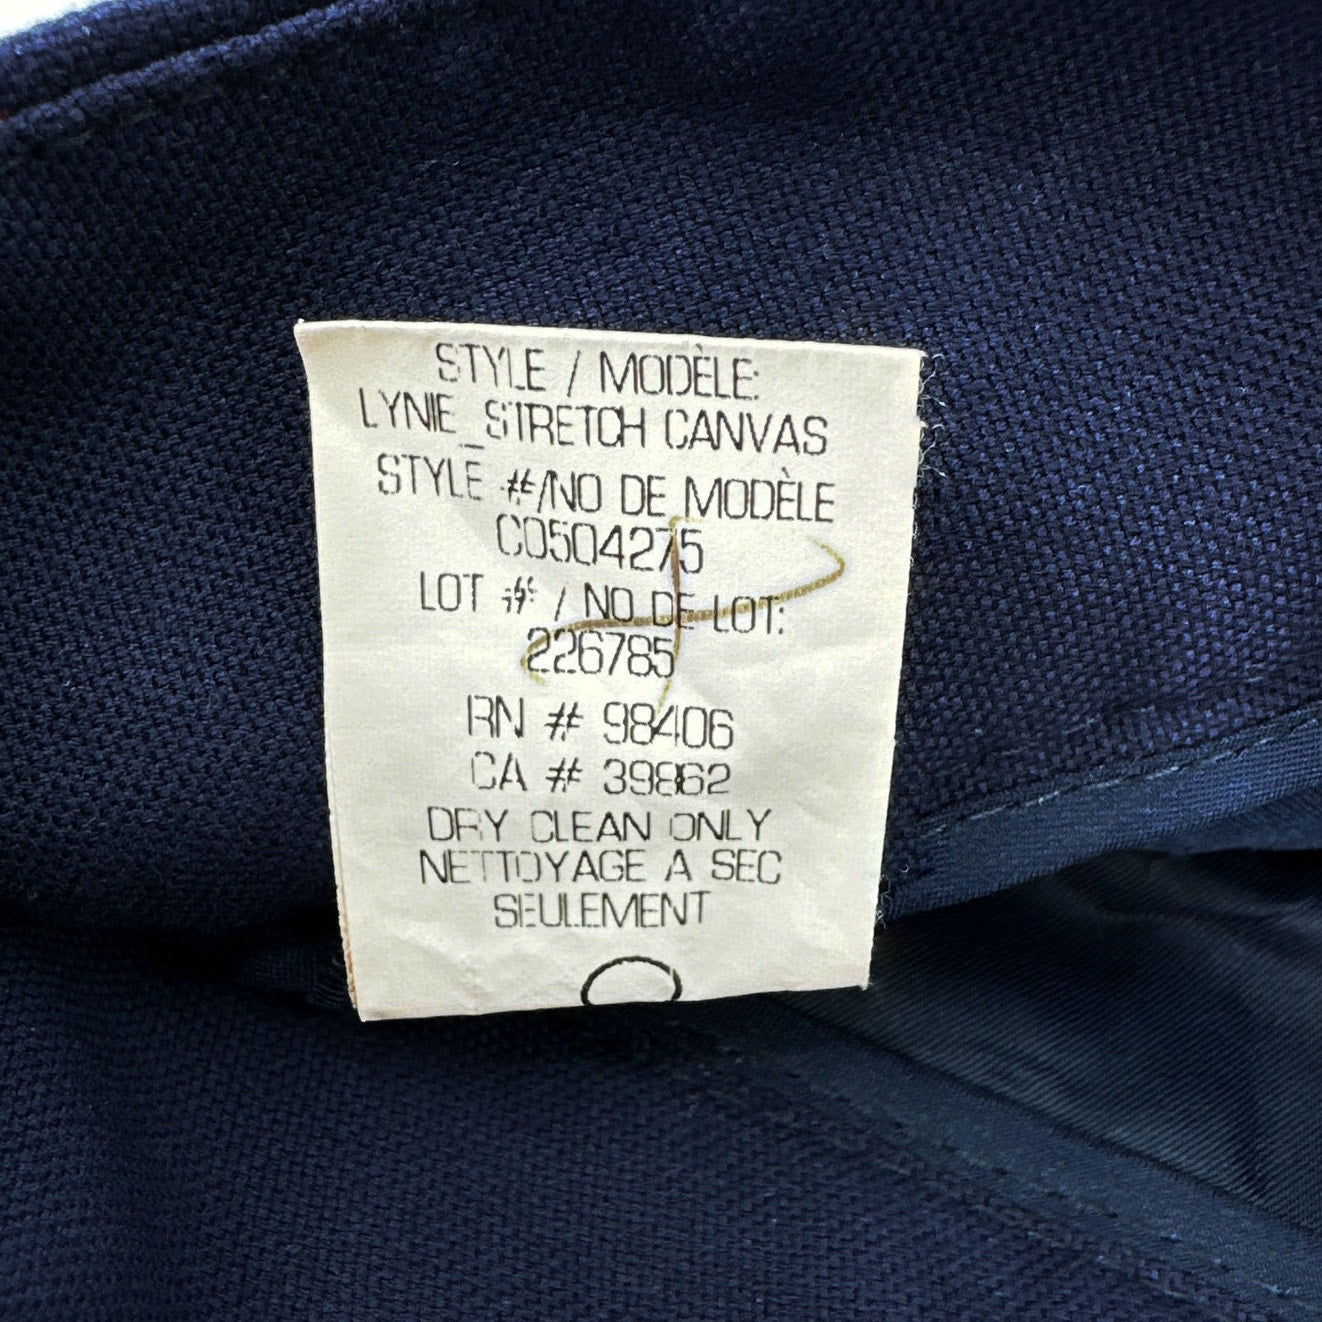 STYLE / MODÈLE:
LYNIE_STRETCH CANVAS
STYLE #/NO DE MODÈLE
C0504275
LOT # / NO DE LOT:
226785
RN # 98406
CA # 39862
DRY CLEAN ONLY
NETTOYAGE A SEC
SEULEMENT